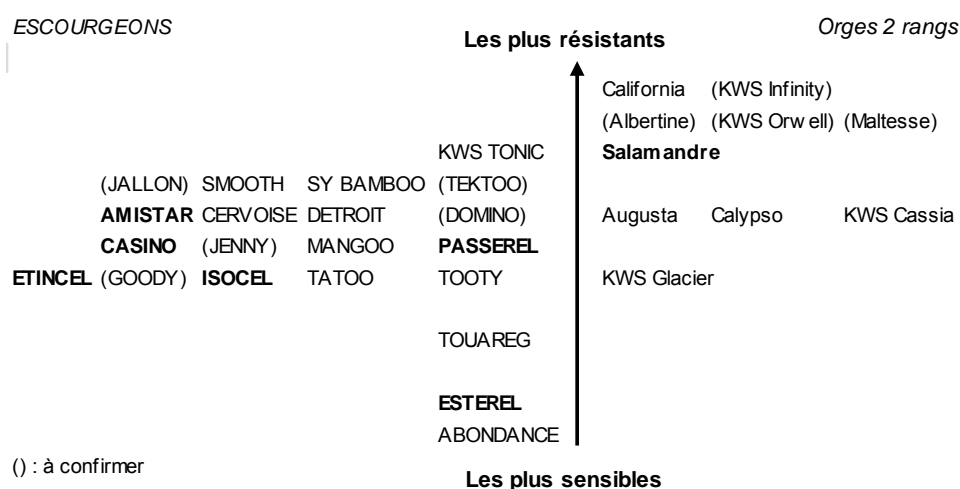 ESCOURGEONS Les plus résistants Orges 2 rangs
California (KWS Infinity)
(Albertine) (KWS Orwell) (Maltesse)
KWS TONIC Salamandre
(JALLON) SMOOTH SY BAMBOO (TEKTOO)
AMISTAR CERVOISE DETROIT (DOMINO) Augusta Calypso KWS Cassia
CASINO (JENNY) MANGOO PASSEREL
ETINCEL (GOODY) ISOCEL TATOO TOOTY KWS Glacier
TOUAREG
ESTEREL
ABONDANCE
() : à confirmer
Les plus sensibles